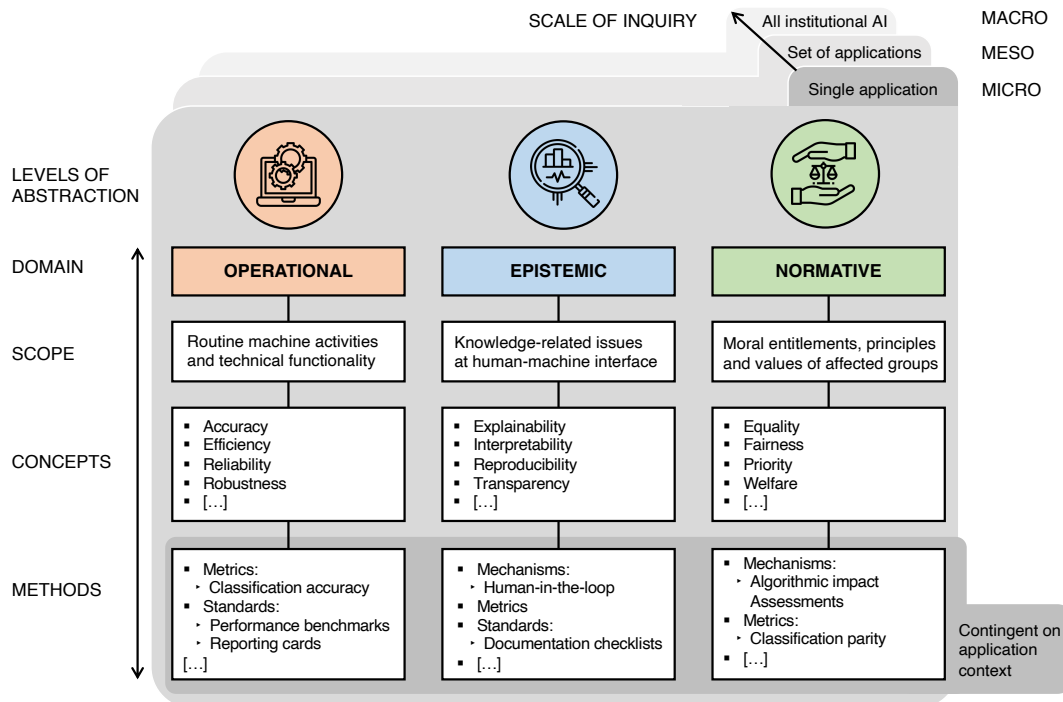 SCALE OF INQUIRY
All institutional AI
MACRO
Set of applications
MESO
Single application
MICRO
LEVELS OF
ABSTRACTION
DOMAIN
OPERATIONAL
EPISTEMIC
NORMATIVE
SCOPE
Routine machine activities
and technical functionality
Knowledge-related issues
at human-machine interface
Moral entitlements, principles
and values of affected groups
CONCEPTS
▪ Accuracy
▪ Efficiency
▪ Reliability
▪ Robustness
▪ […]
▪ Explainability
▪ Interpretability
▪ Reproducibility
▪ Transparency
▪ […]
▪ Equality
▪ Fairness
▪ Priority
▪ Welfare
▪ […]
METHODS
▪ Metrics:
‣ Classification accuracy
▪ Standards:
‣ Performance benchmarks
‣ Reporting cards
[…]
▪ Mechanisms:
‣ Human-in-the-loop
▪ Metrics
▪ Standards:
‣ Documentation checklists
▪ […]
▪ Mechanisms:
‣ Algorithmic impact
Assessments
▪ Metrics:
‣ Classification parity
▪ […]
Contingent on
application
context